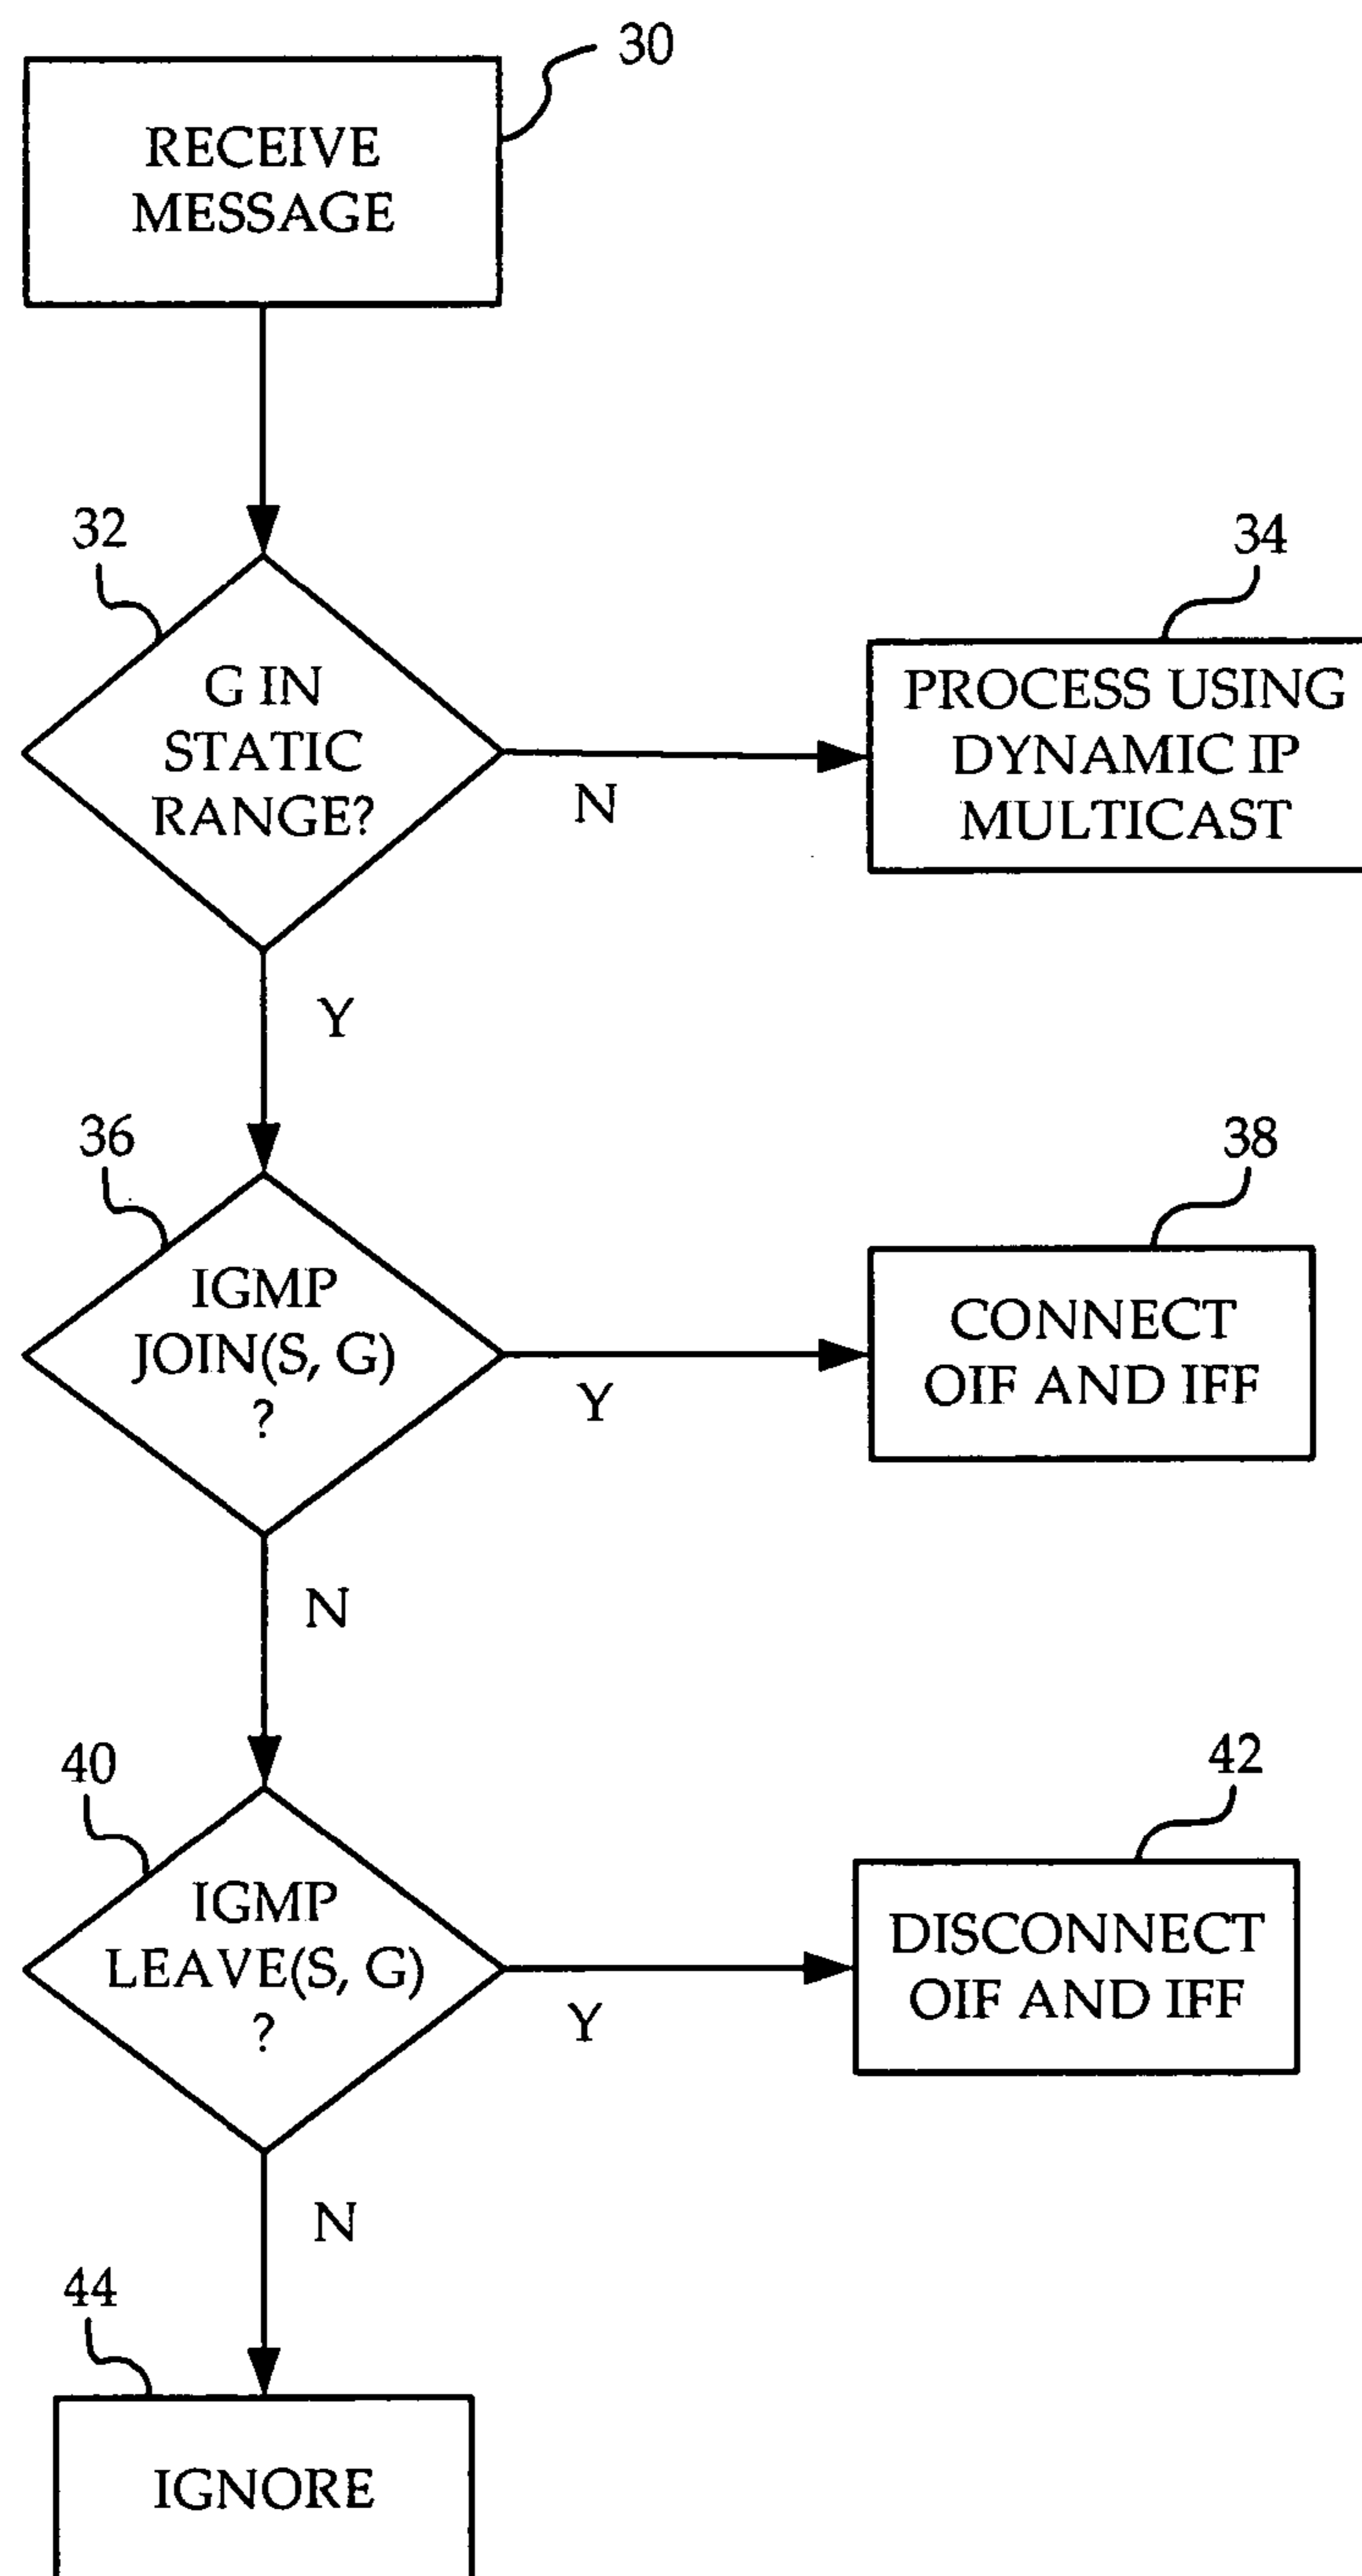 30
RECEIVE
MESSAGE
32
34
G IN
STATIC
RANGE?
PROCESS USING
DYNAMIC IP
MULTICAST
N
Y
36
38
IGMP
JOIN(S, G)
?
CONNECT
OIF AND IFF
Y
N
40
42
IGMP
LEAVE(S, G)
?
DISCONNECT
OIF AND IFF
Y
N
44
IGNORE